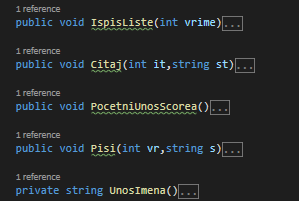 1 reference
public void IspisListe(int vrime)...
1 reference
public void Citaj(int it,string st)...
1 reference
public void PocetniUnosScorea()...
1 reference
public void Pisi(int vr,string s)...
1 reference
private string UnosImena()...